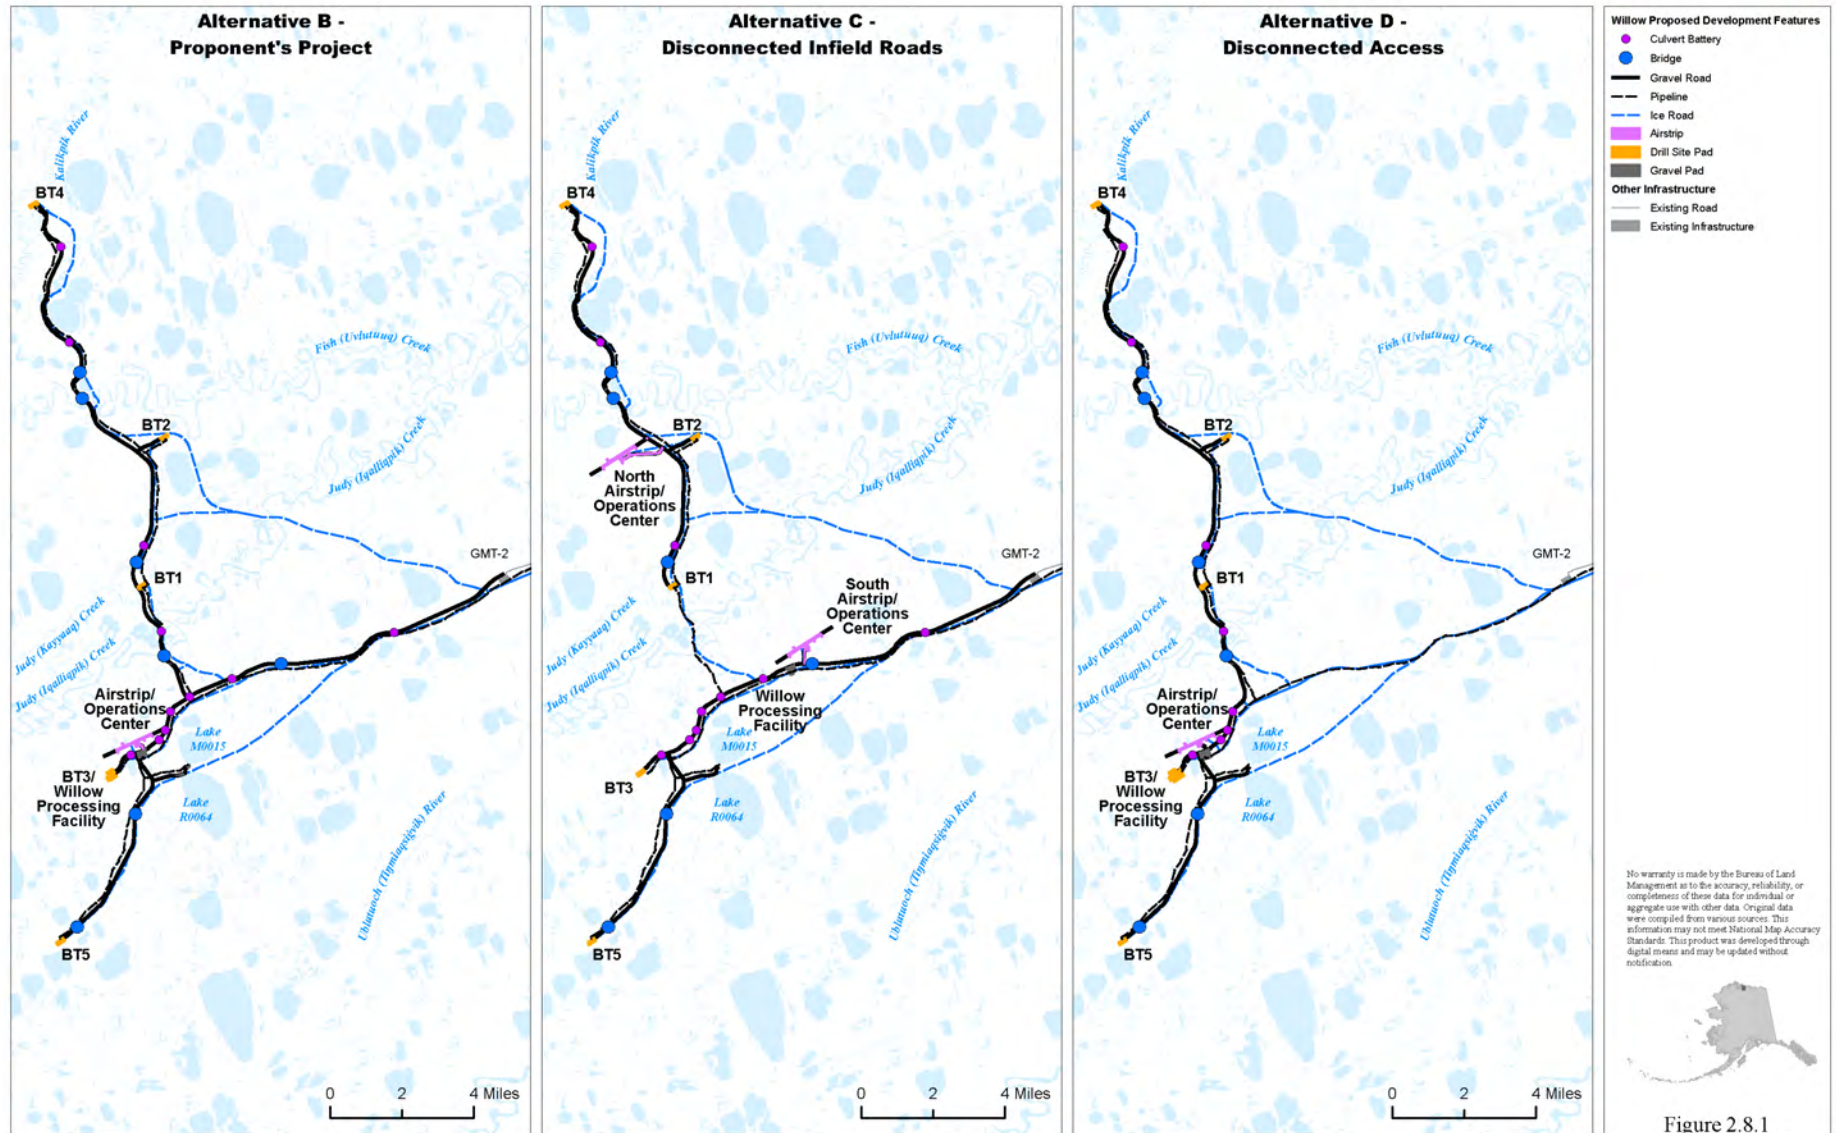 Alternative B -
Proponent's Project
Kalikpik River
BT4
Fish (Uvlutuuq) Creek
BT2
Judy (Iqalliqpik) Creek
GMT-2
BT1
Judy (Kayyaaq) Creek
Judy (Iqalliqpik) Creek
Airstrip/
Operations
Center
Lake
M0015
BT3/
Willow
Processing
Facility
Lake
R0064
Ublutuoch (Tiŋmiaqsiġvik) River
BT5
0 2 4 Miles
Alternative C -
Disconnected Infield Roads
Kalikpik River
BT4
Fish (Uvlutuuq) Creek
BT2
North
Airstrip/
Operations
Center
Judy (Iqalliqpik) Creek
GMT-2
BT1
South
Airstrip/
Operations
Center
Judy (Kayyaaq) Creek
Judy (Iqalliqpik) Creek
Willow
Processing
Facility
Lake
M0015
BT3
Lake
R0064
Ublutuoch (Tiŋmiaqsiġvik) River
BT5
0 2 4 Miles
Alternative D -
Disconnected Access
Kalikpik River
BT4
Fish (Uvlutuuq) Creek
BT2
Judy (Iqalliqpik) Creek
GMT-2
BT1
Judy (Kayyaaq) Creek
Judy (Iqalliqpik) Creek
Airstrip/
Operations
Center
Lake
M0015
BT3/
Willow
Processing
Facility
Lake
R0064
Ublutuoch (Tiŋmiaqsiġvik) River
BT5
0 2 4 Miles
Willow Proposed Development Features
Culvert Battery
Bridge
Gravel Road
Pipeline
Ice Road
Airstrip
Drill Site Pad
Gravel Pad
Other Infrastructure
Existing Road
Existing Infrastructure
No warranty is made by the Bureau of Land
Management as to the accuracy, reliability, or
completeness of these data for individual or
aggregate use with other data. Original data
were compiled from various sources. This
information may not meet National Map Accuracy
Standards. This product was developed through
digital means and may be updated without
notification.
Figure 2.8.1